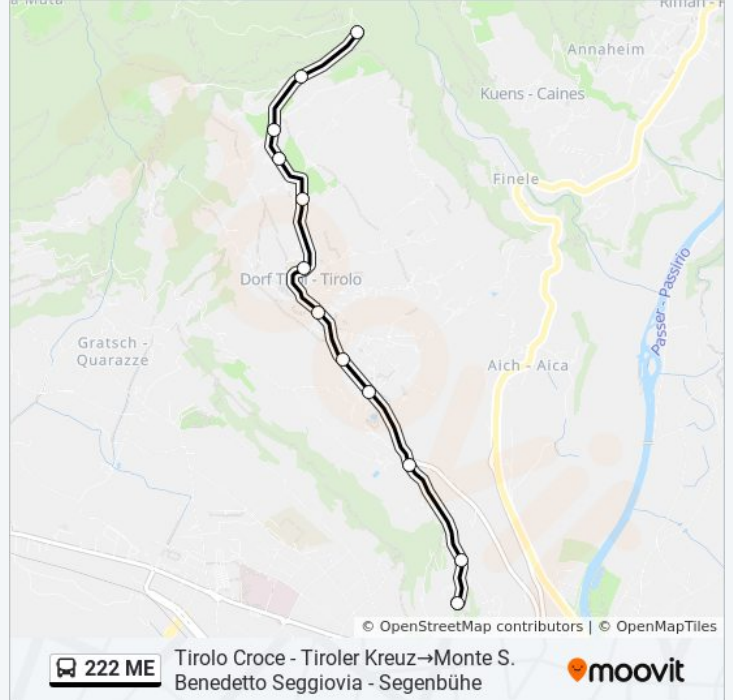 a Muta
Annaheim
Kuens - Caines
Finele
Passer - Passirio
Dorf Tirol - Tirolo
Gratsch -
Quarazze
Aich - Aica
© OpenStreetMap contributors | © OpenMapTiles
222 ME
Tirolo Croce - Tiroler Kreuz→Monte S.
Benedetto Seggiovia - Segenbühe
moovit